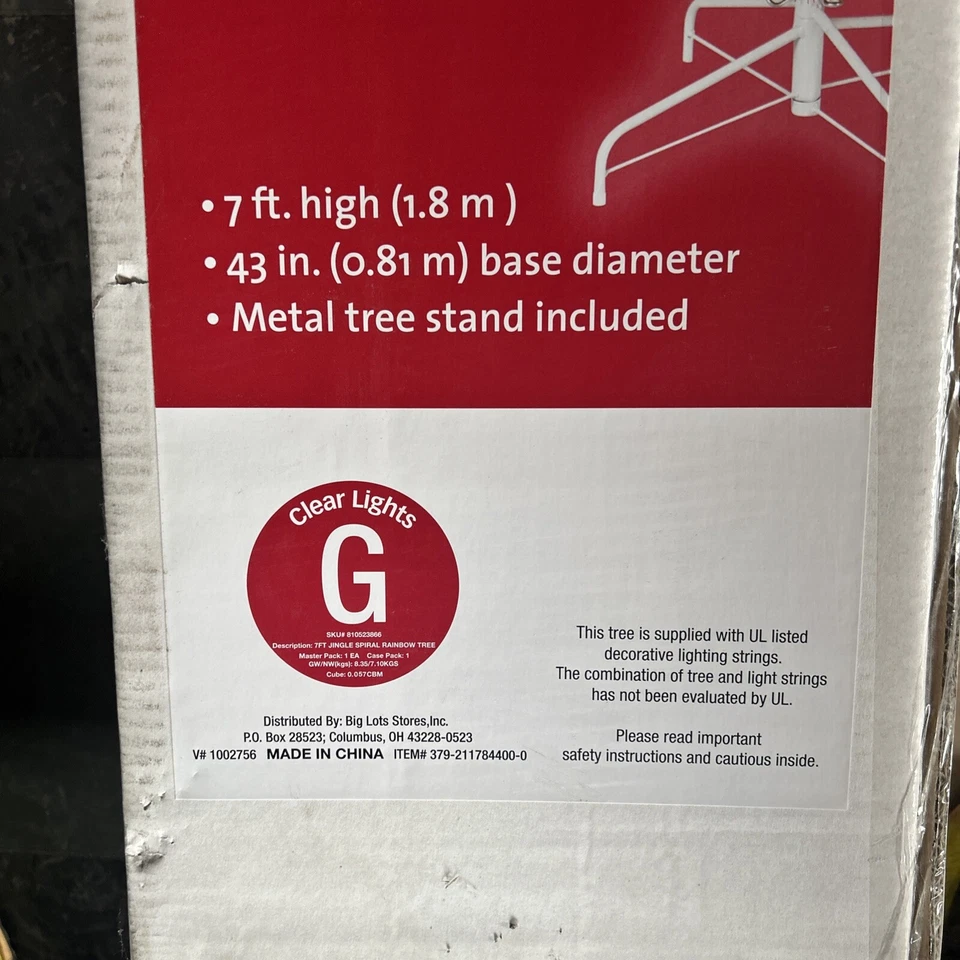 • 7 ft. high (1.8 m )
• 43 in. (0.81 m) base diameter
• Metal tree stand included
Clear Lights
G
SKU# 810523866
Description: 7FT JINGLE SPIRAL RAINBOW TREE
Master Pack: 1 EA Case Pack: 1
GW/NW(kgs): 8.35/7.10KGS
Cube: 0.057CBM
Distributed By: Big Lots Stores,Inc.
P.O. Box 28523; Columbus, OH 43228-0523
V# 1002756 MADE IN CHINA ITEM# 379-211784400-0
This tree is supplied with UL listed
decorative lighting strings.
The combination of tree and light strings
has not been evaluated by UL.
Please read important
safety instructions and cautious inside.